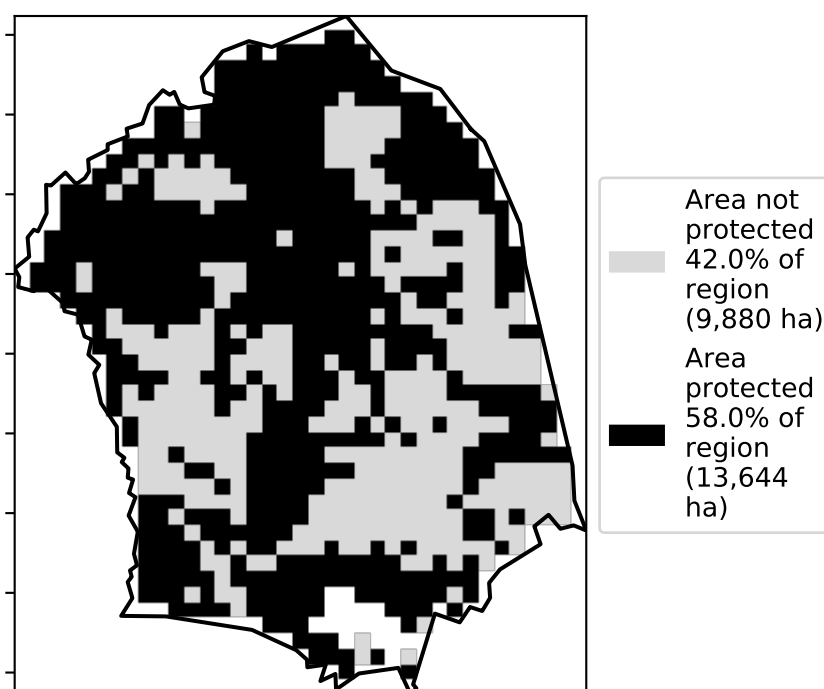 Area not
protected
42.0% of
region
(9,880 ha)
Area
protected
58.0% of
region
(13,644
ha)